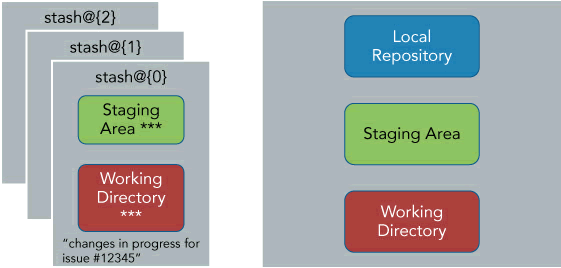 stash@{2}
stash@{1}
stash@{0}
Staging
Area ***
Working
Directory
***
“changes in progress for
issue #12345”
Local
Repository
Staging Area
Working
Directory